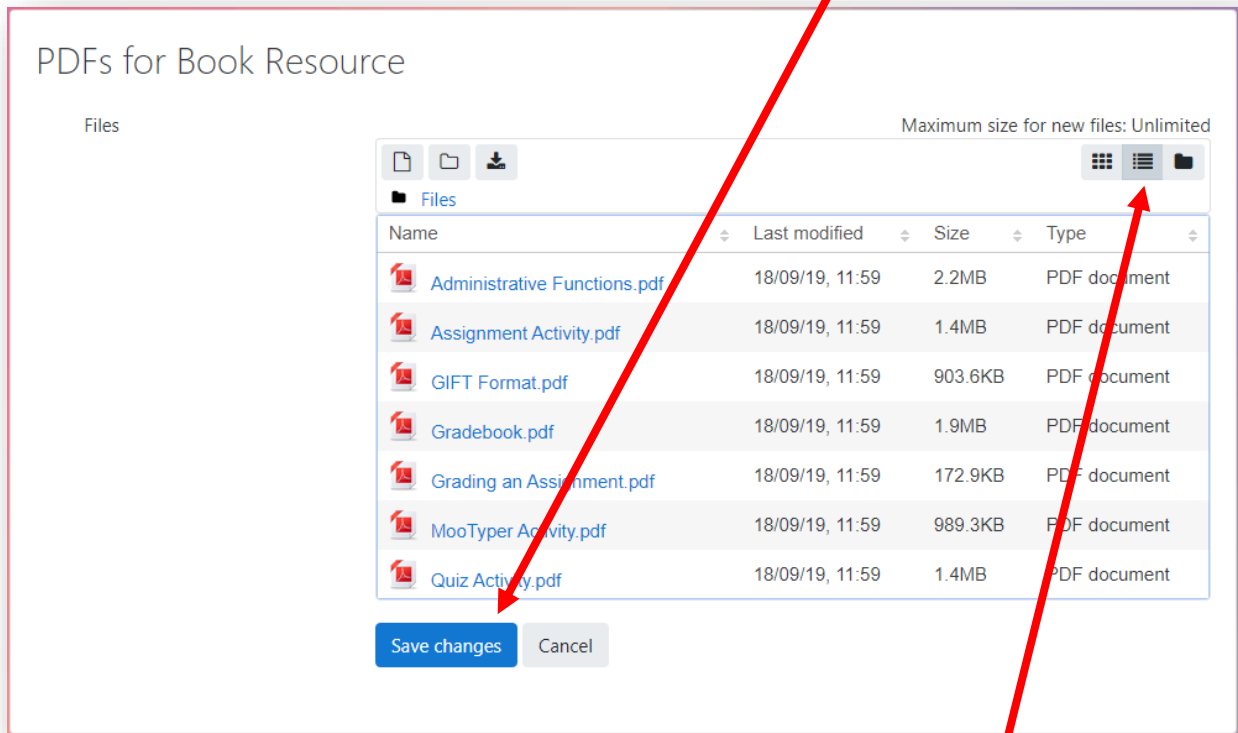 PDFs for Book Resource
Files
Maximum size for new files: Unlimited
Files
Name Last modified Size Type
Administrative Functions.pdf 18/09/19, 11:59 2.2MB PDF document
Assignment Activity.pdf 18/09/19, 11:59 1.4MB PDF document
GIFT Format.pdf 18/09/19, 11:59 903.6KB PDF document
Gradebook.pdf 18/09/19, 11:59 1.9MB PDF document
Grading an Assignment.pdf 18/09/19, 11:59 172.9KB PDF document
MooTyper Activity.pdf 18/09/19, 11:59 989.3KB PDF document
Quiz Activity.pdf 18/09/19, 11:59 1.4MB PDF document
Save changes Cancel